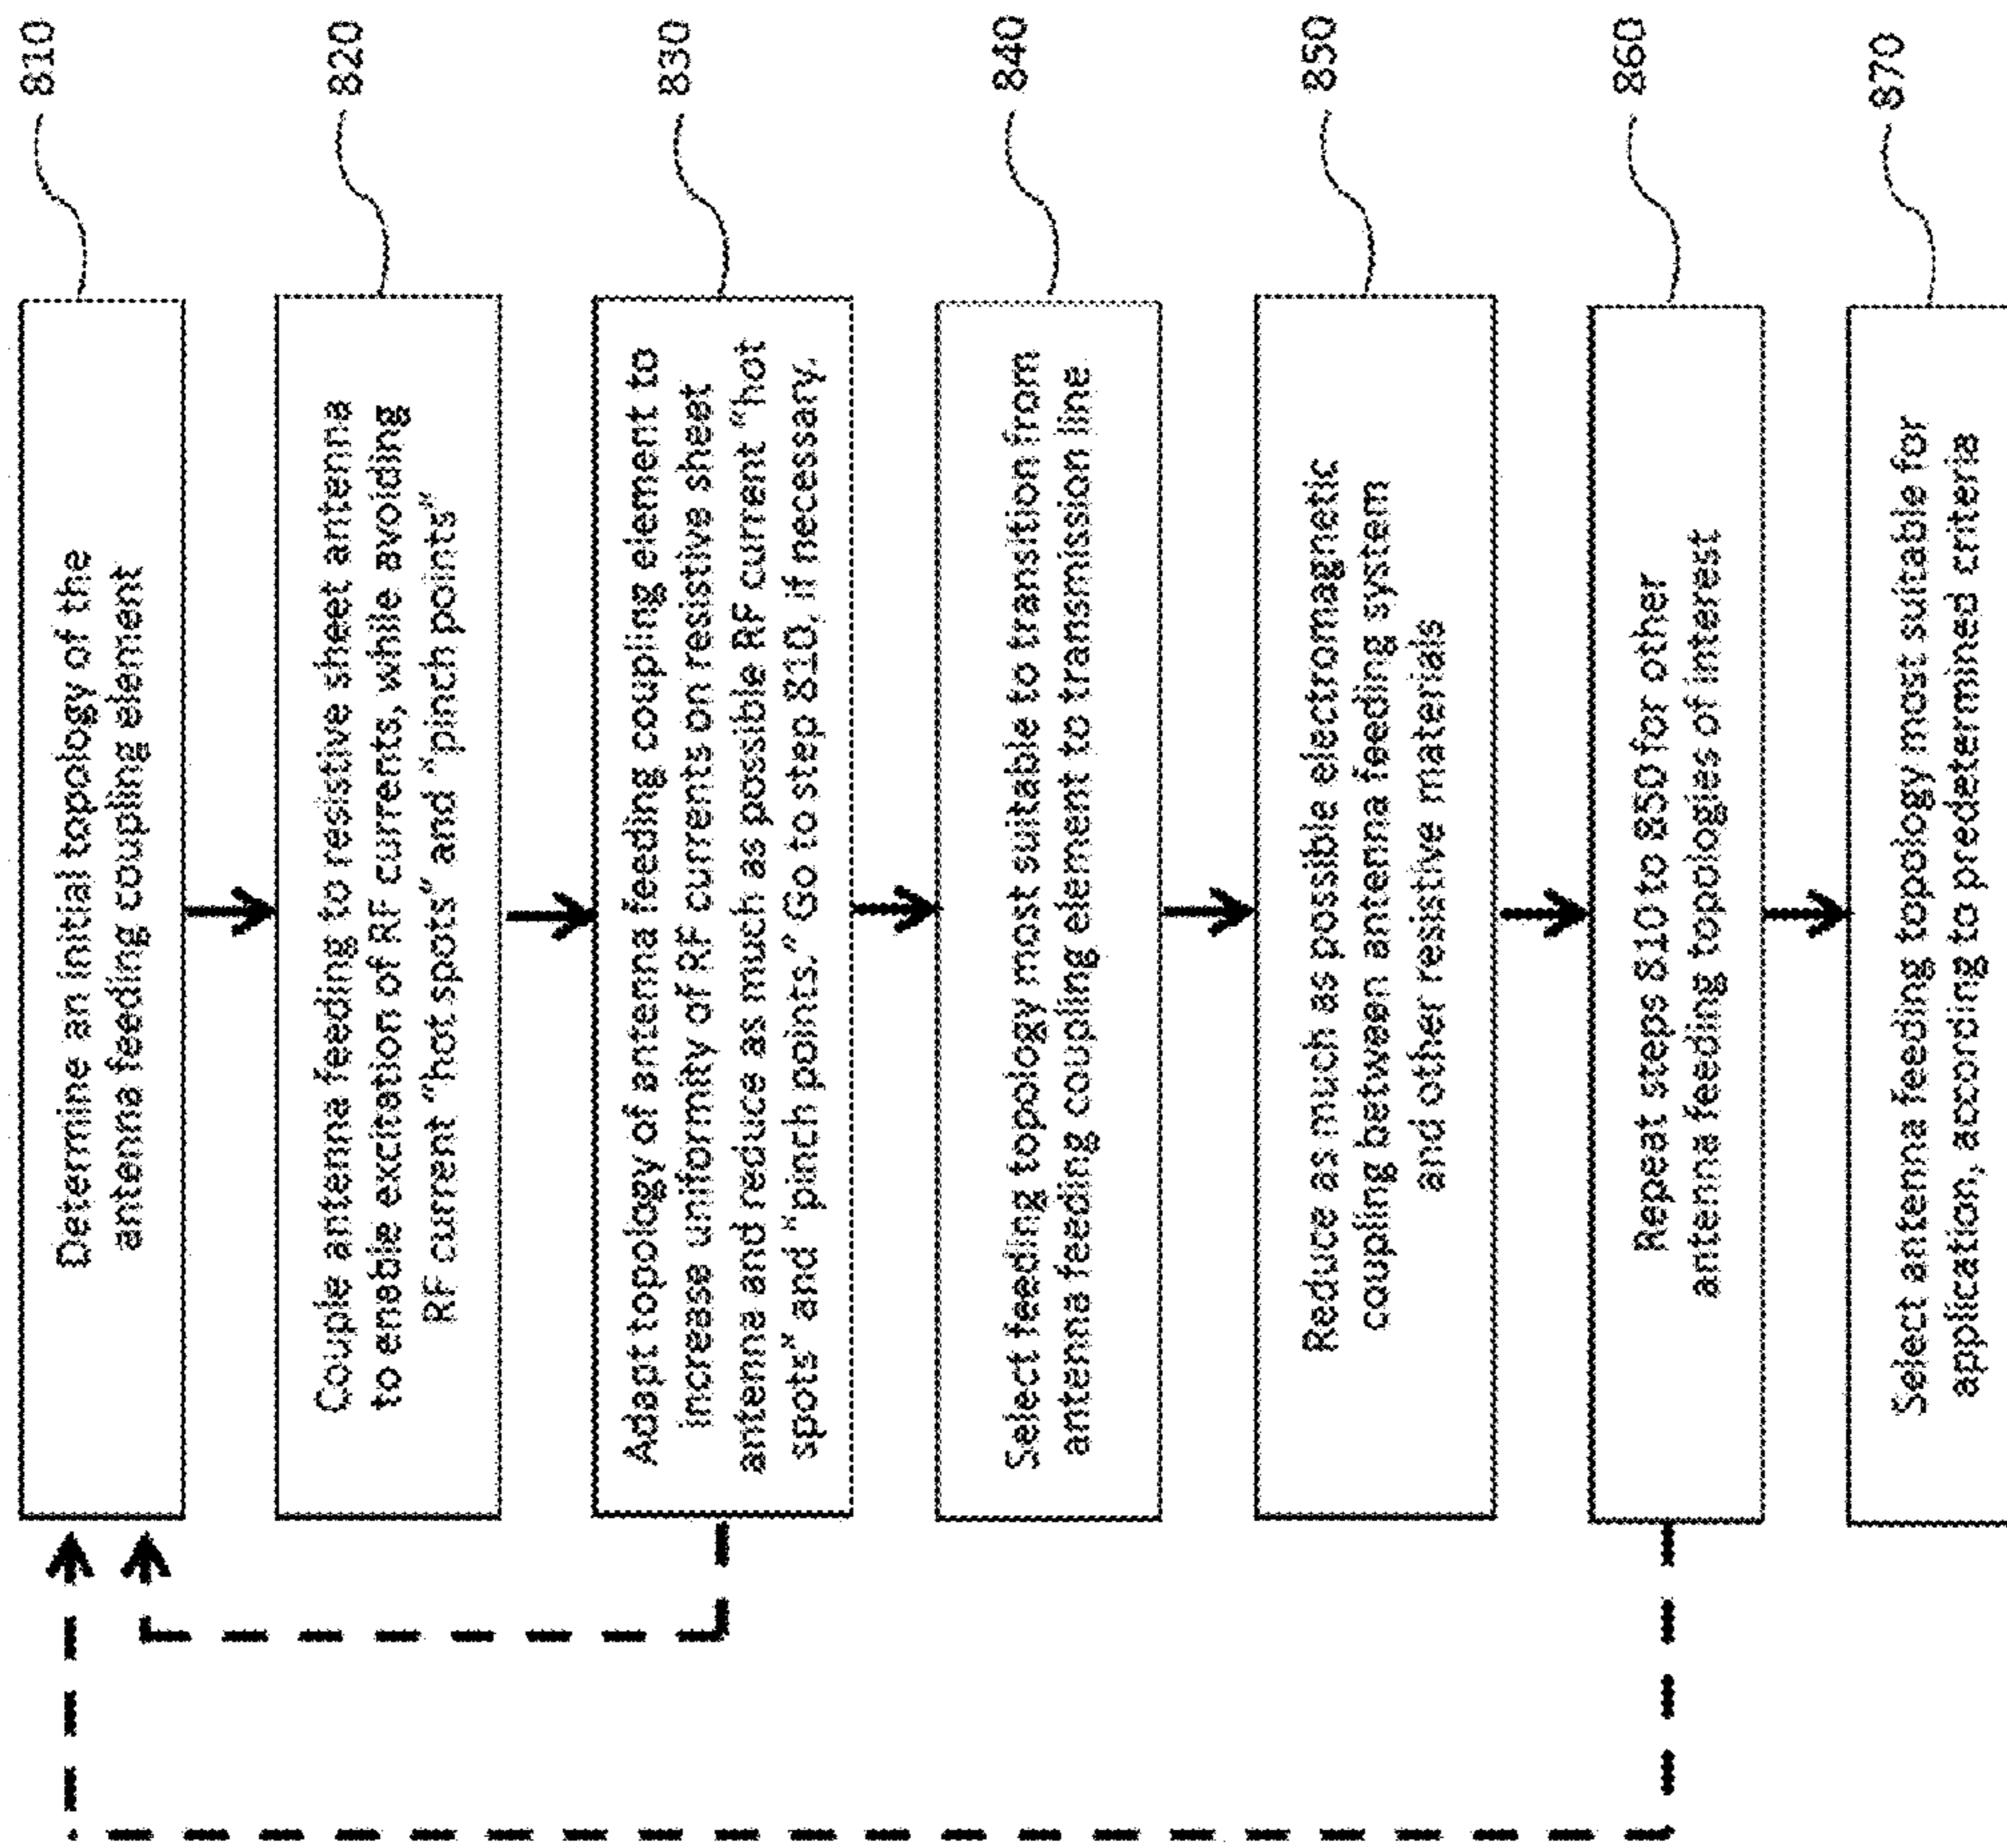 810
Determine an initial topology of the
antenna feeding coupling element
820
Couple antenna feeding to resistive sheet antenna
to enable excitation of RF currents, while avoiding
RF current "hot spots" and "pinch points"
830
Adapt topology of antenna feeding coupling element to
increase uniformity of RF currents on resistive sheet
antenna and reduce as much as possible RF current "hot
spots" and "pinch points." Go to step 810, if necessary.
840
Select feeding topology most suitable to transition from
antenna feeding coupling element to transmission line
850
Reduce as much as possible electromagnetic
coupling between antenna feeding system
and other resistive materials
860
Repeat steps 810 to 850 for other
antenna feeding topologies of interest
870
Select antenna feeding topology most suitable for
application, according to predetermined criteria